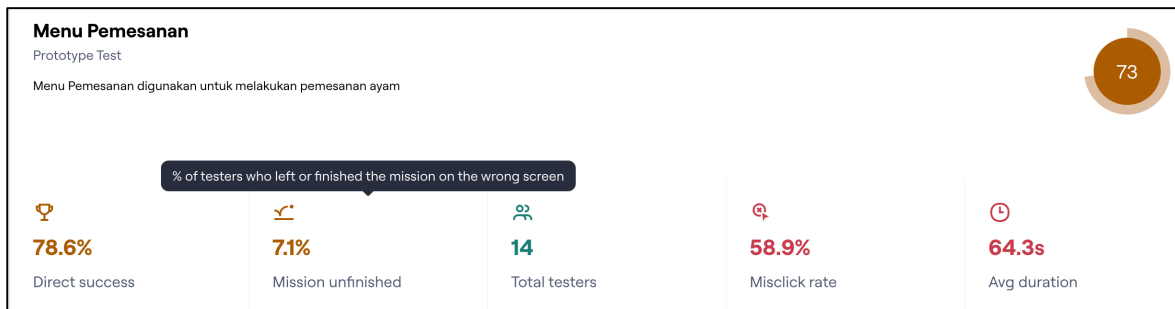 Menu Pemesanan
Prototype Test
Menu Pemesanan digunakan untuk melakukan pemesanan ayam
73
% of testers who left or finished the mission on the wrong screen
78.6%
Direct success
7.1%
Mission unfinished
14
Total testers
58.9%
Misclick rate
64.3s
Avg duration